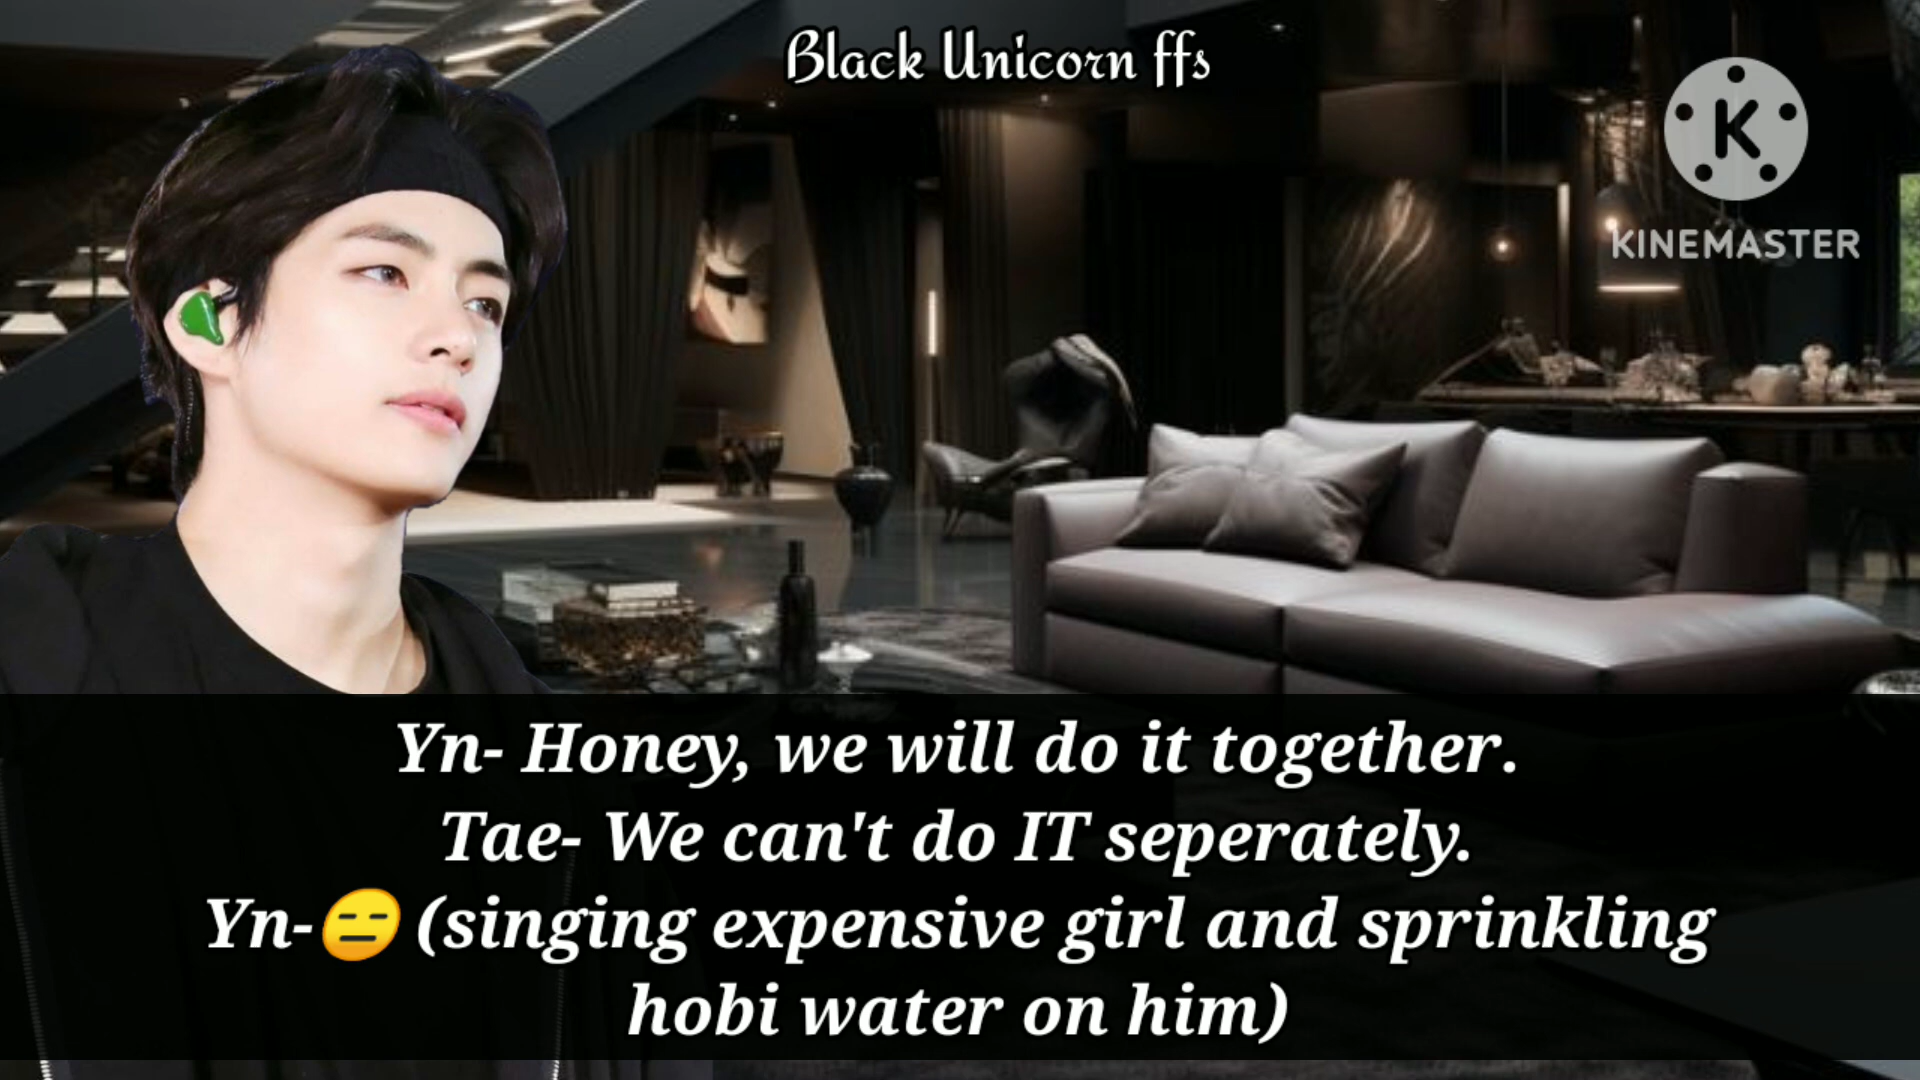 Black Unicorn ffs
K
KINEMASTER
Yn- Honey, we will do it together.
Tae- We can't do IT seperately.
Yn-😑 (singing expensive girl and sprinkling
hobi water on him)